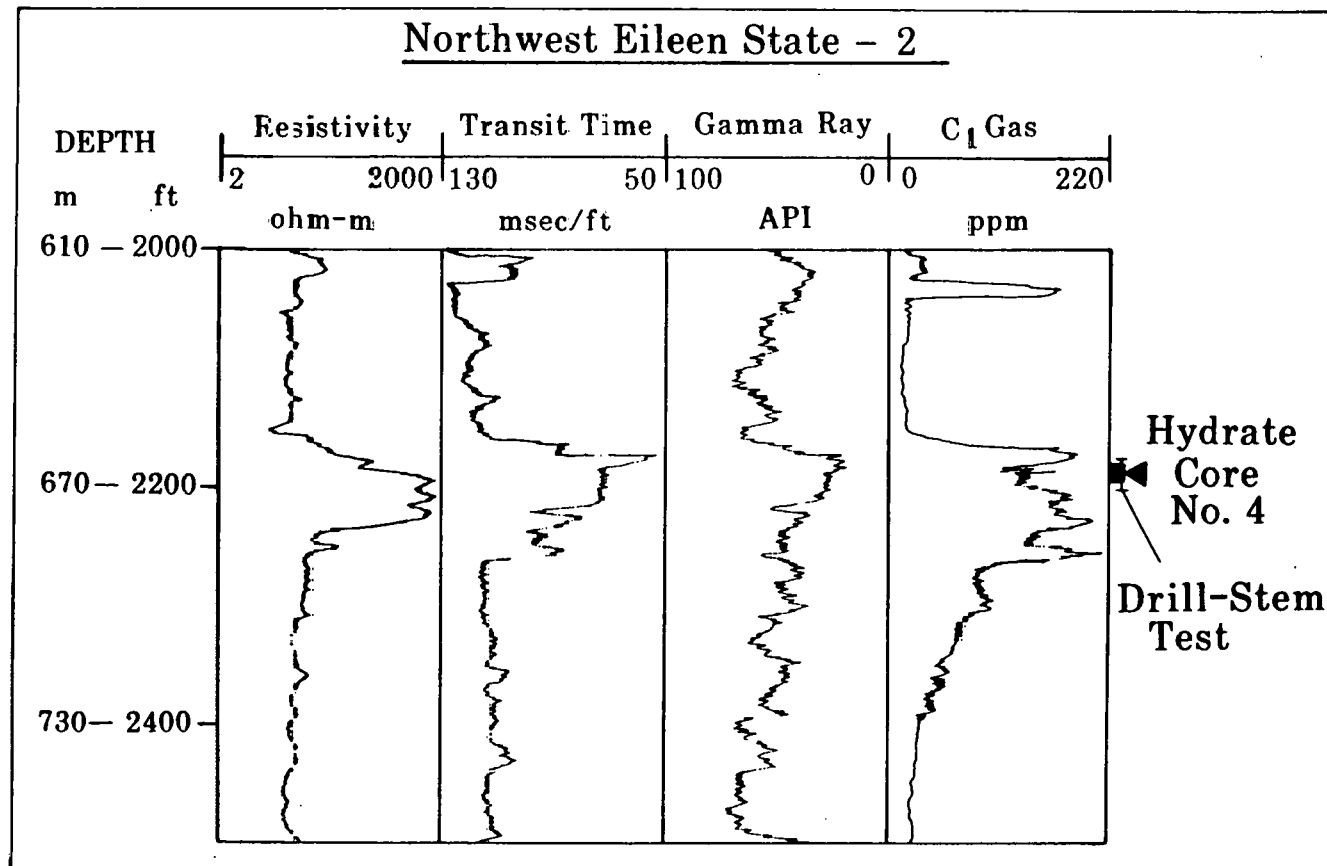 Northwest Eileen State - 2
DEPTH
m ft
Resistivity Transit Time Gamma Ray C1 Gas
2 2000 130 50 100 0 0 220
ohm-m msec/ft API ppm
610 — 2000
670 — 2200
730 — 2400
Hydrate
Core
No. 4
Drill-Stem
Test